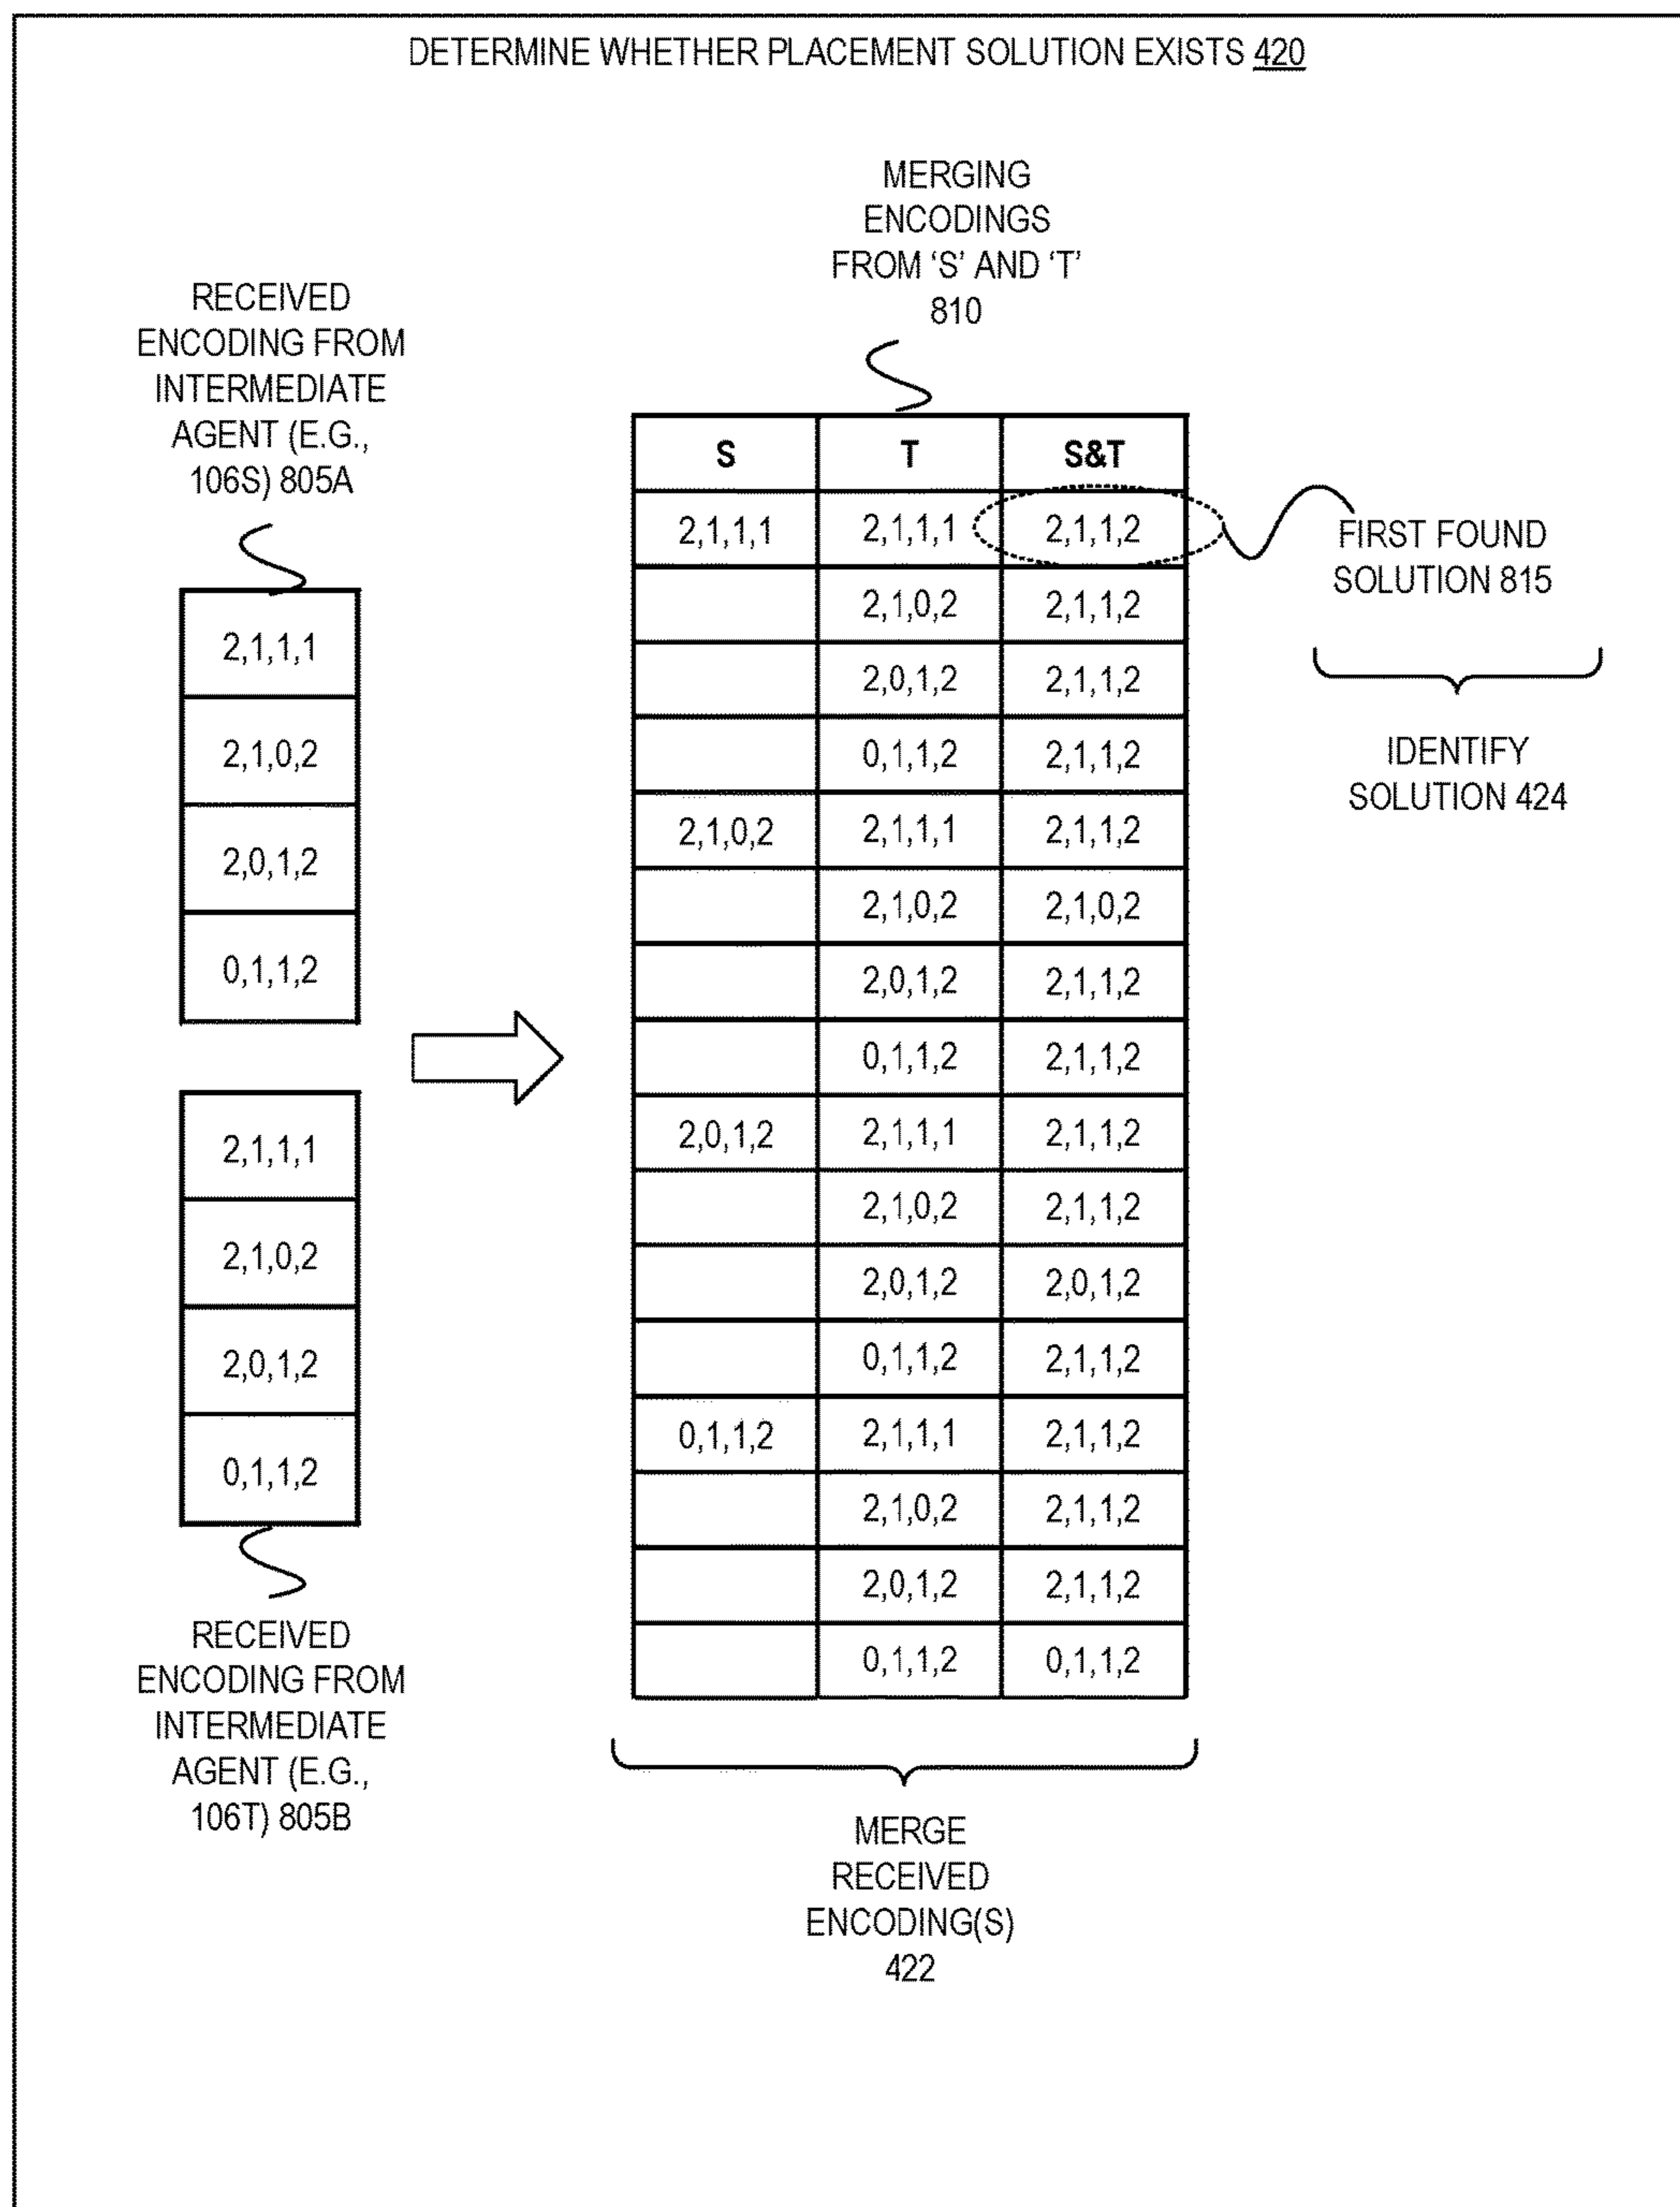 DETERMINE WHETHER PLACEMENT SOLUTION EXISTS 420
MERGING
ENCODINGS
FROM ‘S’ AND ‘T’
810
RECEIVED
ENCODING FROM
INTERMEDIATE
AGENT (E.G.,
106S) 805A
2,1,1,1
2,1,0,2
2,0,1,2
0,1,1,2
2,1,1,1
2,1,0,2
2,0,1,2
0,1,1,2
RECEIVED
ENCODING FROM
INTERMEDIATE
AGENT (E.G.,
106T) 805B
S T S&T
2,1,1,1 2,1,1,1 2,1,1,2
2,1,0,2 2,1,1,2
2,0,1,2 2,1,1,2
0,1,1,2 2,1,1,2
2,1,0,2 2,1,1,1 2,1,1,2
2,1,0,2 2,1,0,2
2,0,1,2 2,1,1,2
0,1,1,2 2,1,1,2
2,0,1,2 2,1,1,1 2,1,1,2
2,1,0,2 2,1,1,2
2,0,1,2 2,0,1,2
0,1,1,2 2,1,1,2
0,1,1,2 2,1,1,1 2,1,1,2
2,1,0,2 2,1,1,2
2,0,1,2 2,1,1,2
0,1,1,2 0,1,1,2
FIRST FOUND
SOLUTION 815
IDENTIFY
SOLUTION 424
MERGE
RECEIVED
ENCODING(S)
422